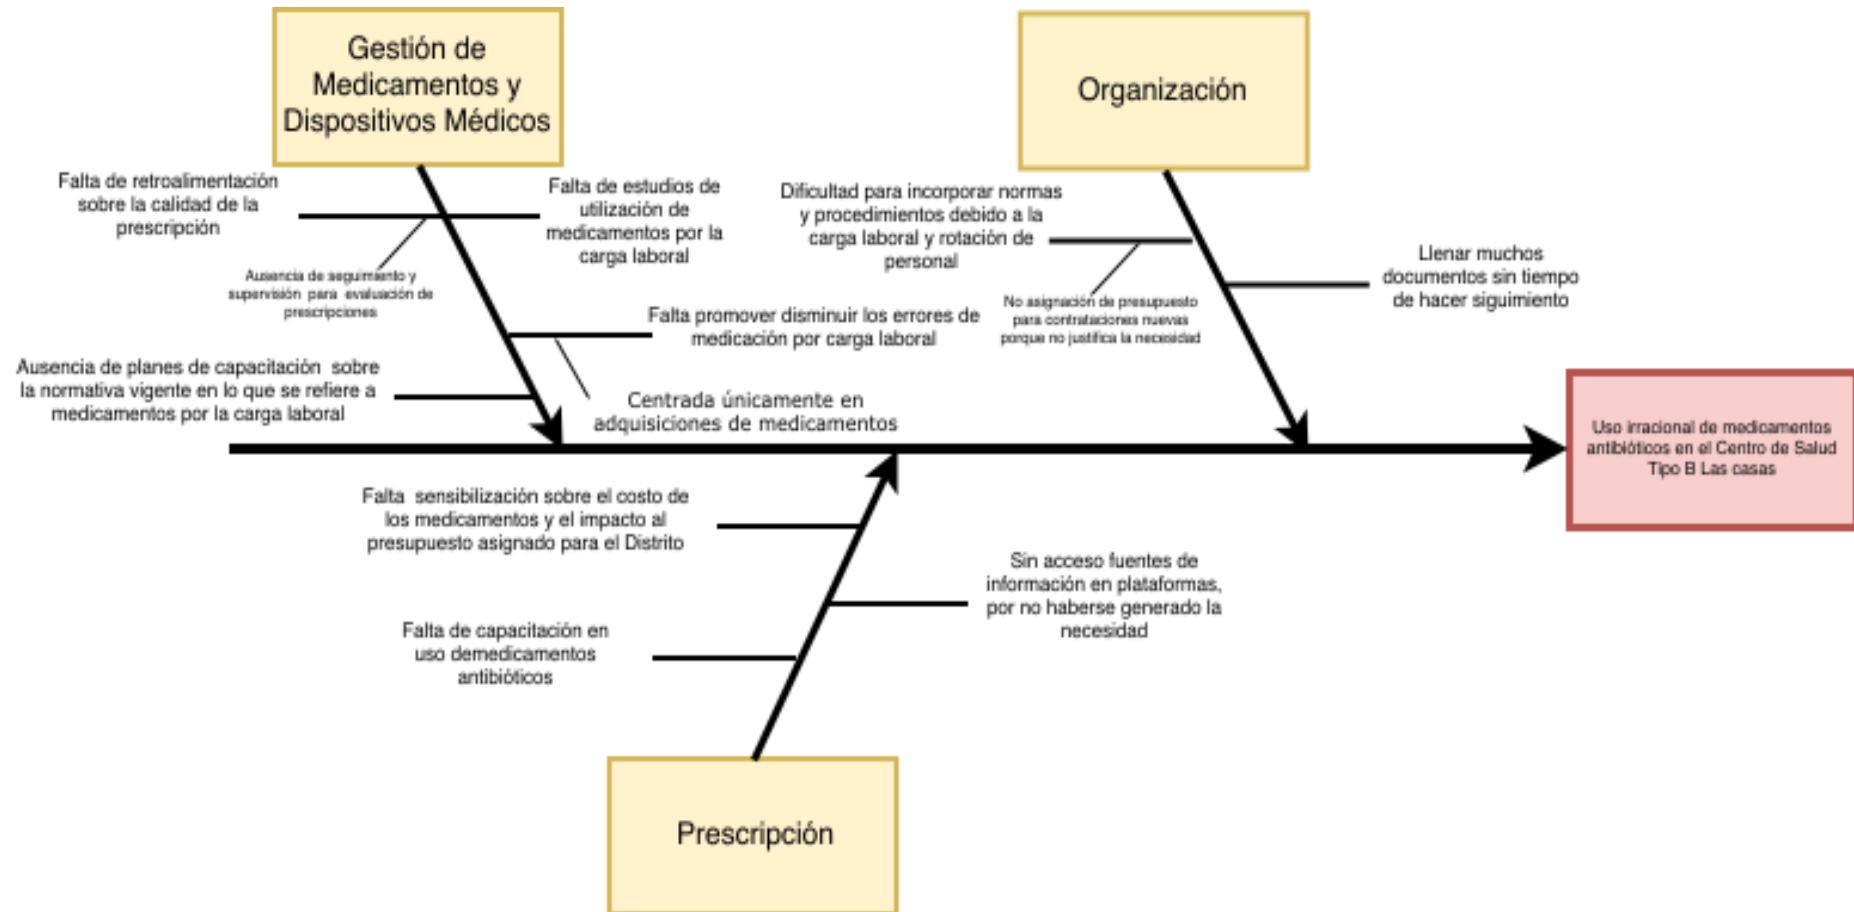 Gestión de
Medicamentos y
Dispositivos Médicos
Organización
Falta de retroalimentación
sobre la calidad de la
prescripción
Falta de estudios de
utilización de
medicamentos por la
carga laboral
Ausencia de seguimiento y
supervisión para evaluación de
prescripciones
Falta promover disminuir los errores de
medicación por carga laboral
Ausencia de planes de capacitación sobre
la normativa vigente en lo que se refiere a
medicamentos por la carga laboral
Centrada únicamente en
adquisiciones de medicamentos
Dificultad para incorporar normas
y procedimientos debido a la
carga laboral y rotación de
personal
No asignación de presupuesto
para contrataciones nuevas
porque no justifica la necesidad
Llenar muchos
documentos sin tiempo
de hacer siguimiento
Uso irracional de medicamentos
antibióticos en el Centro de Salud
Tipo B Las casas
Falta sensibilización sobre el costo de
los medicamentos y el impacto al
presupuesto asignado para el Distrito
Sin acceso fuentes de
información en plataformas,
por no haberse generado la
necesidad
Falta de capacitación en
uso demedicamentos
antibióticos
Prescripción